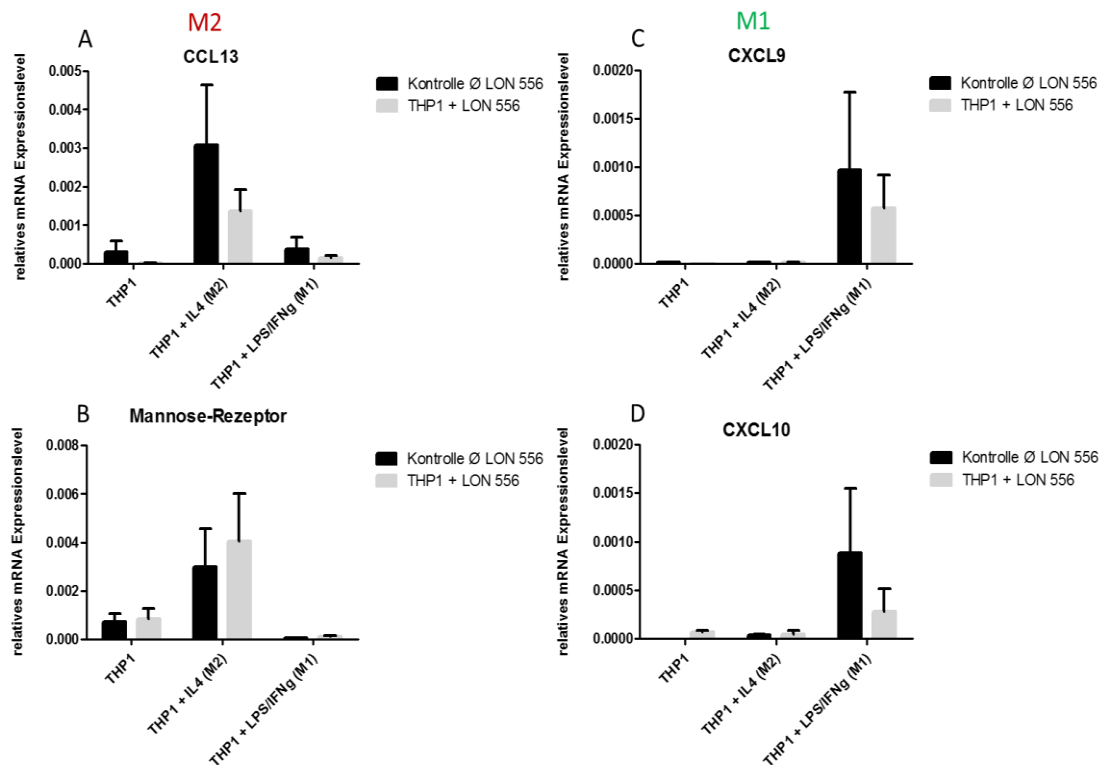 M2
A
CCL13
relatives mRNA Expressionslevel
0.005
0.004
0.003
0.002
0.001
0.000
THP1
THP1 + IL4 (M2)
THP1 + LPS/IFNg (M1)
Kontrolle Ø LON 556
THP1 + LON 556
M1
C
CXCL9
relatives mRNA Expressionslevel
0.0020
0.0015
0.0010
0.0005
0.0000
THP1
THP1 + IL4 (M2)
THP1 + LPS/IFNg (M1)
Kontrolle Ø LON 556
THP1 + LON 556
B
Mannose-Rezeptor
relatives mRNA Expressionslevel
0.008
0.006
0.004
0.002
0.000
THP1
THP1 + IL4 (M2)
THP1 + LPS/IFNg (M1)
Kontrolle Ø LON 556
THP1 + LON 556
D
CXCL10
relatives mRNA Expressionslevel
0.0020
0.0015
0.0010
0.0005
0.0000
THP1
THP1 + IL4 (M2)
THP1 + LPS/IFNg (M1)
Kontrolle Ø LON 556
THP1 + LON 556